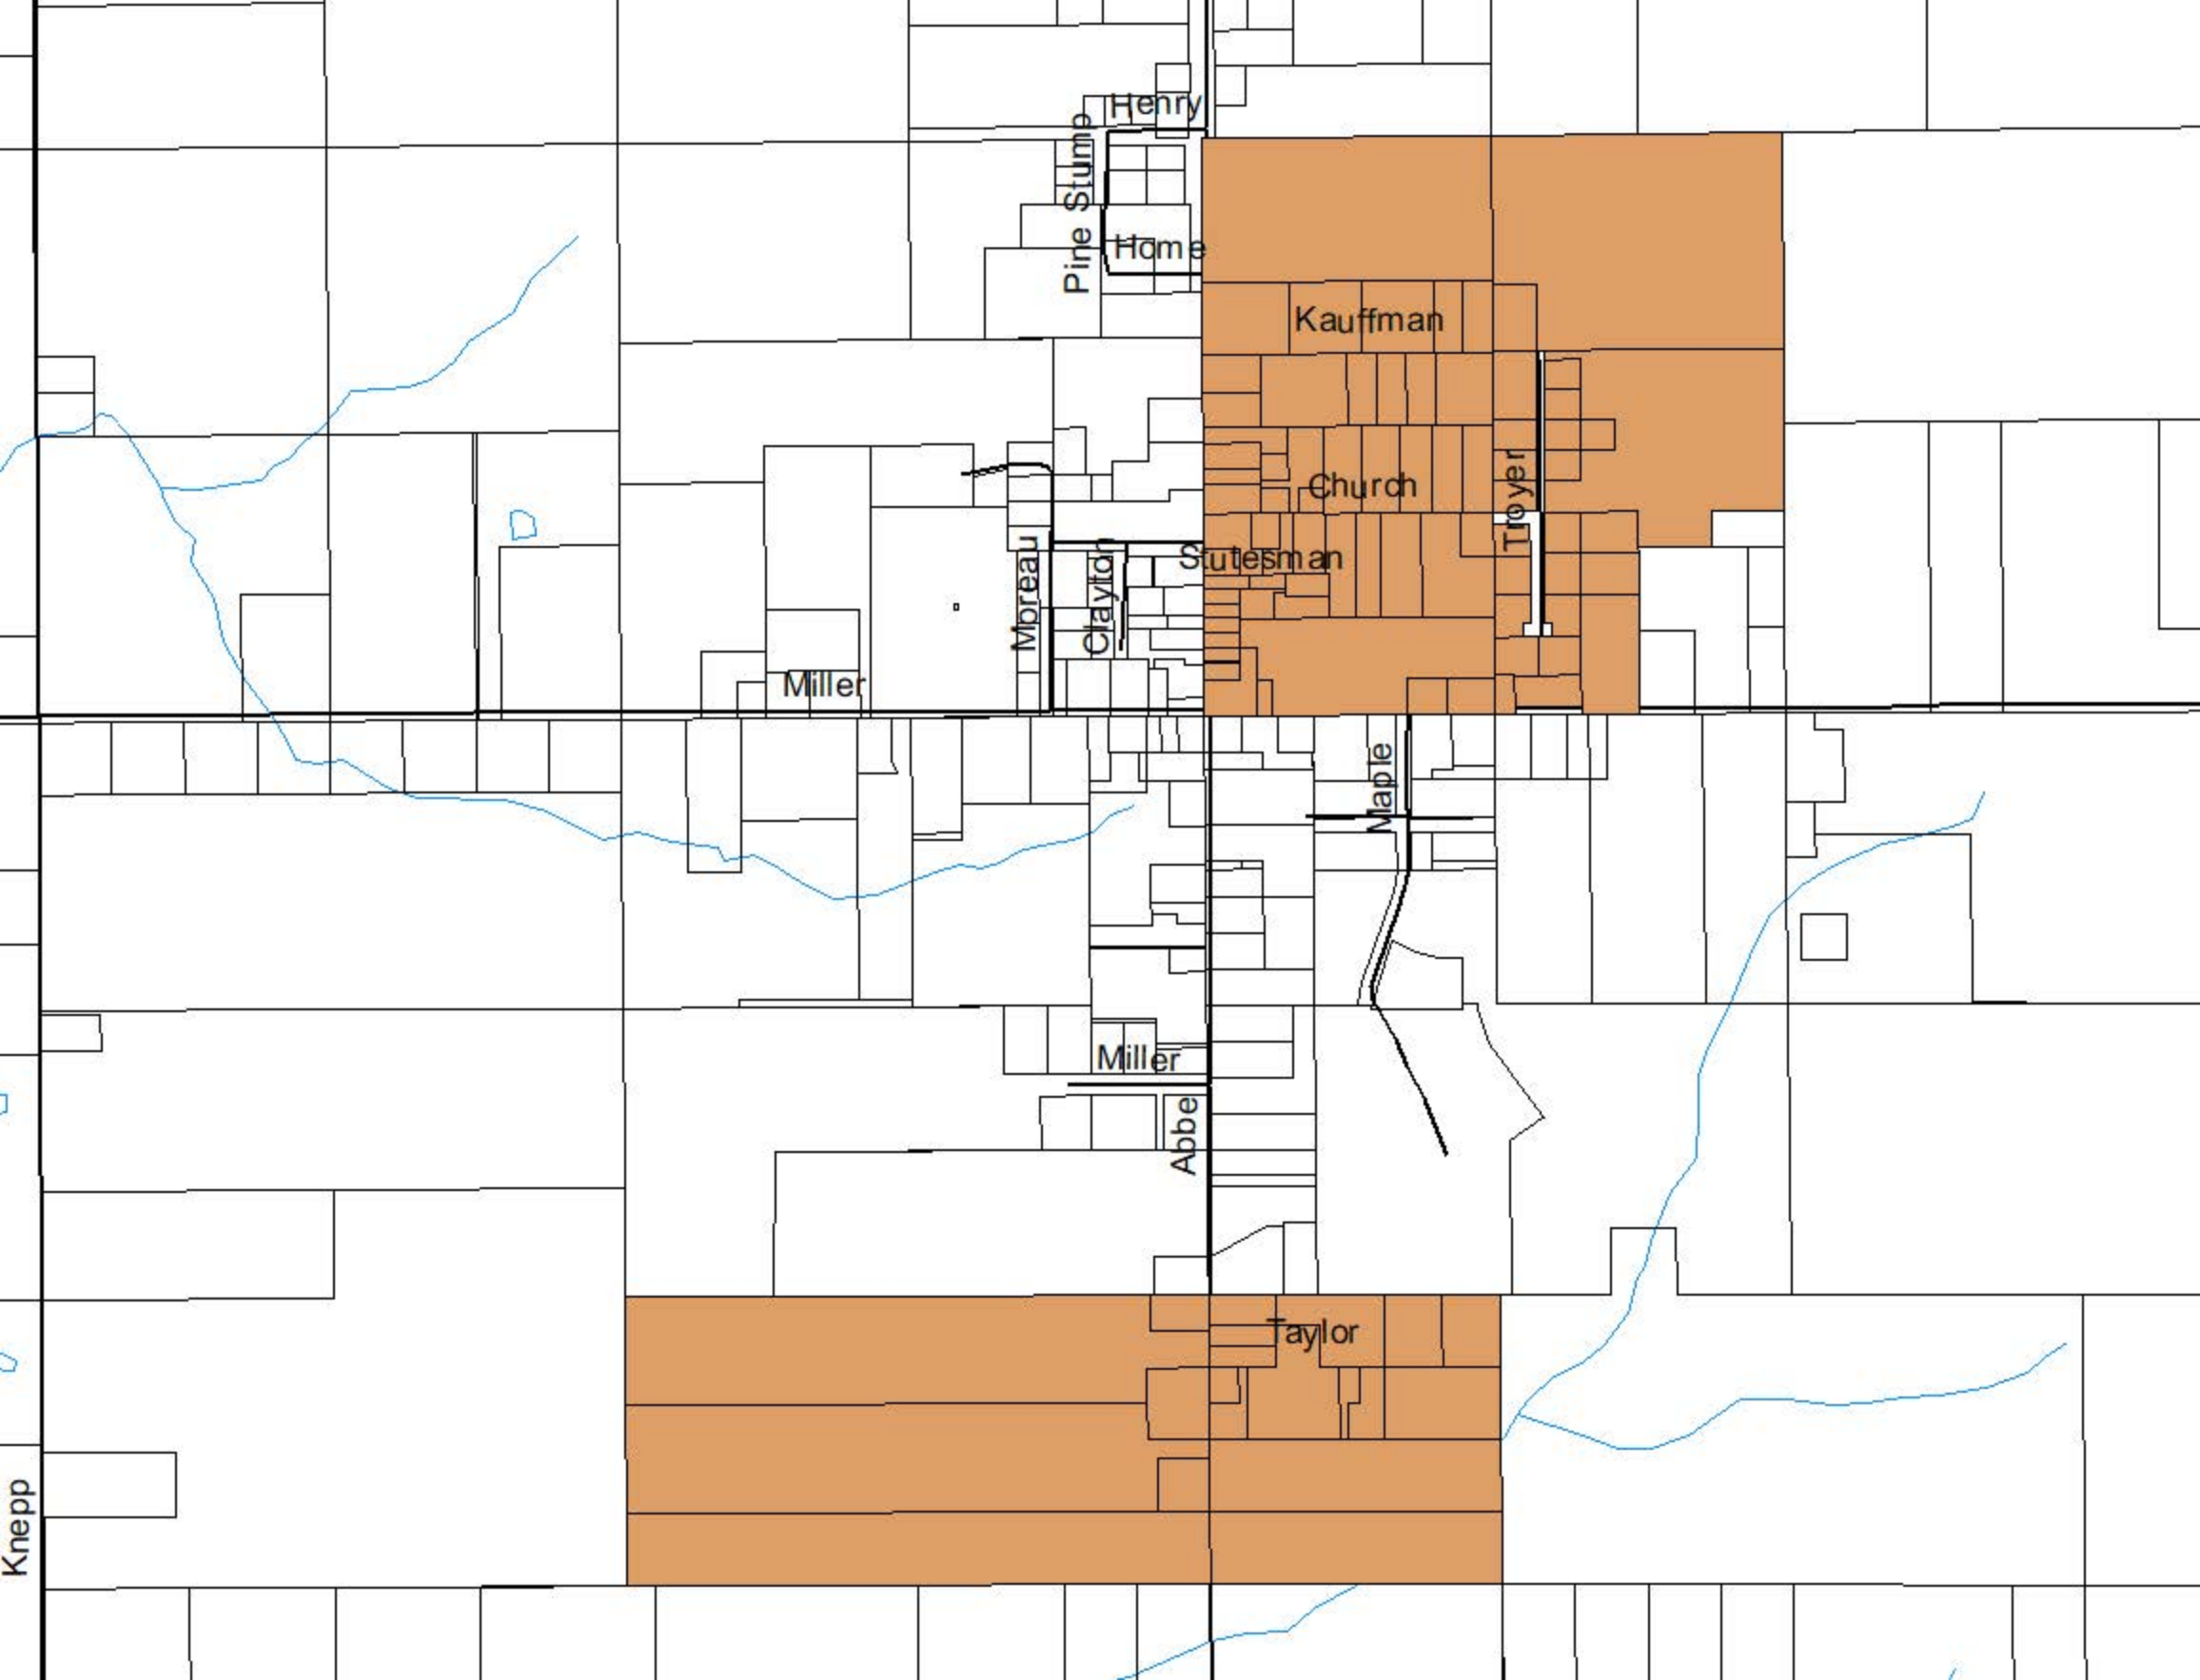 Henry
Pine Stump
Home
Kauffman
Church
Troyer
Stutesman
Moreau
Clayton
Miller
Maple
Miller
Abbe
Taylor
Knepp